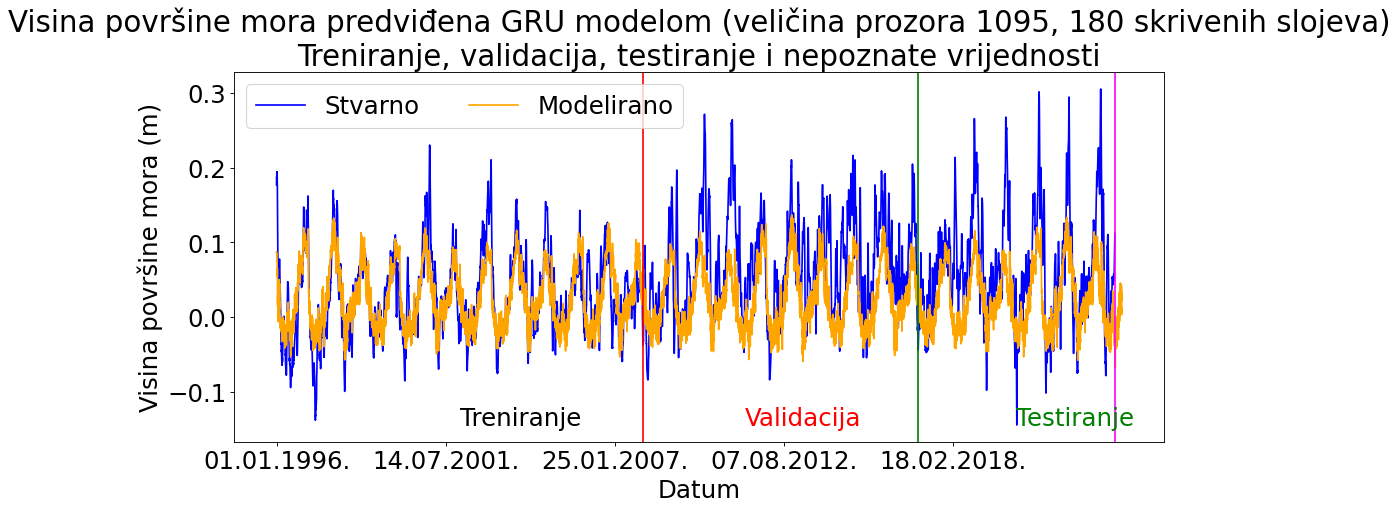 Visina površine mora predviđena GRU modelom (veličina prozora 1095, 180 skrivenih slojeva)
Treniranje, validacija, testiranje i nepoznate vrijednosti
Stvarno
Modelirano
Visina površine mora (m)
0.3
0.2
0.1
0.0
−0.1
Treniranje
Validacija
Testiranje
01.01.1996.
14.07.2001.
25.01.2007.
07.08.2012.
18.02.2018.
Datum